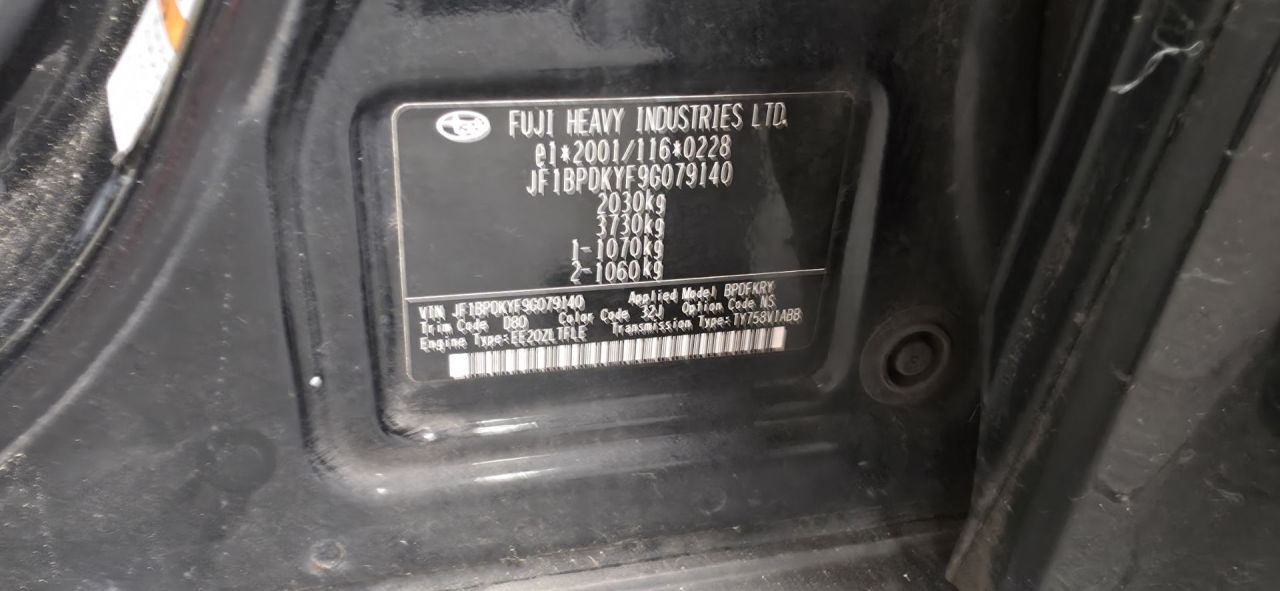 FUJI HEAVY INDUSTRIES LTD.
e1*2001/116*0228
JF1BPDKYF9G079140
2030kg
3730kg
1-1070kg
2-1060kg
VIN JF1BPDKYF9G079140 Applied Model BPDFKRY
Trim Code D80 Color Code 32J Option Code NS
Engine Type:EE20ZLTFLE Transmission Type:TY758V1ABB